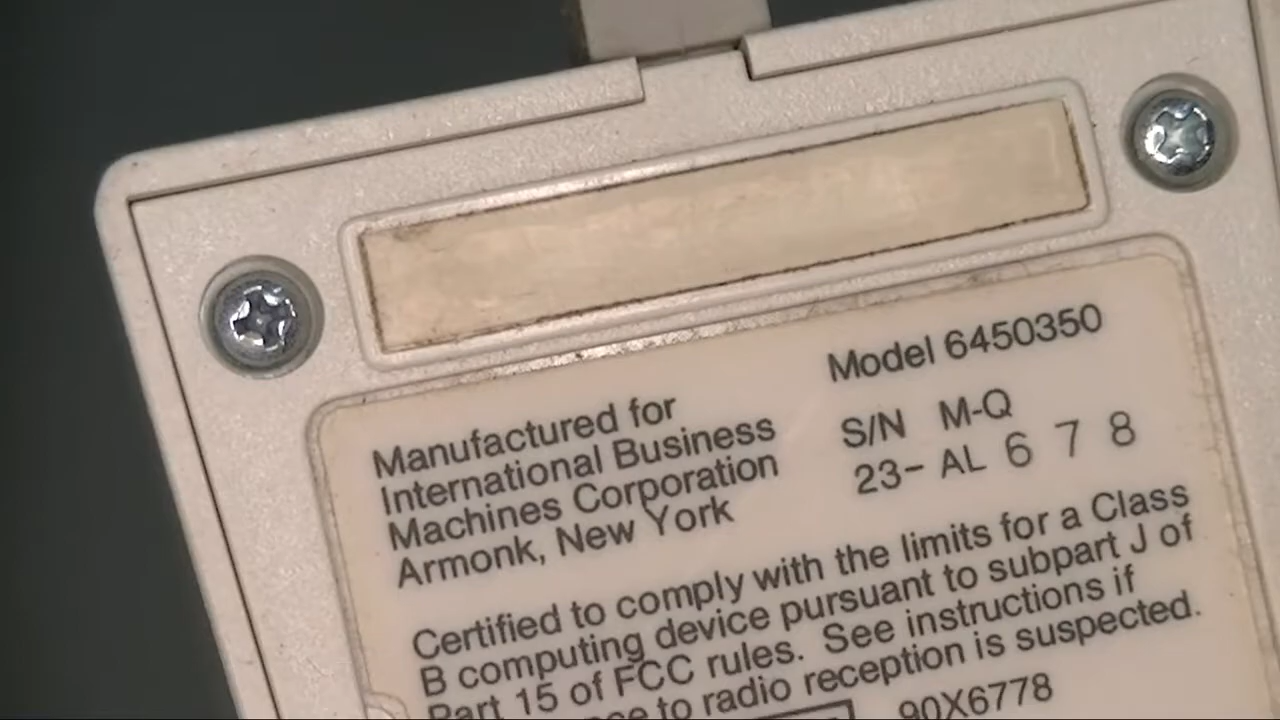 Model 6450350
Manufactured for
International Business
Machines Corporation
Armonk, New York
S/N M-Q
23- AL 6 7 8
Certified to comply with the limits for a Class
B computing device pursuant to subpart J of
Part 15 of FCC rules. See instructions if
to radio reception is suspected.
90X6778